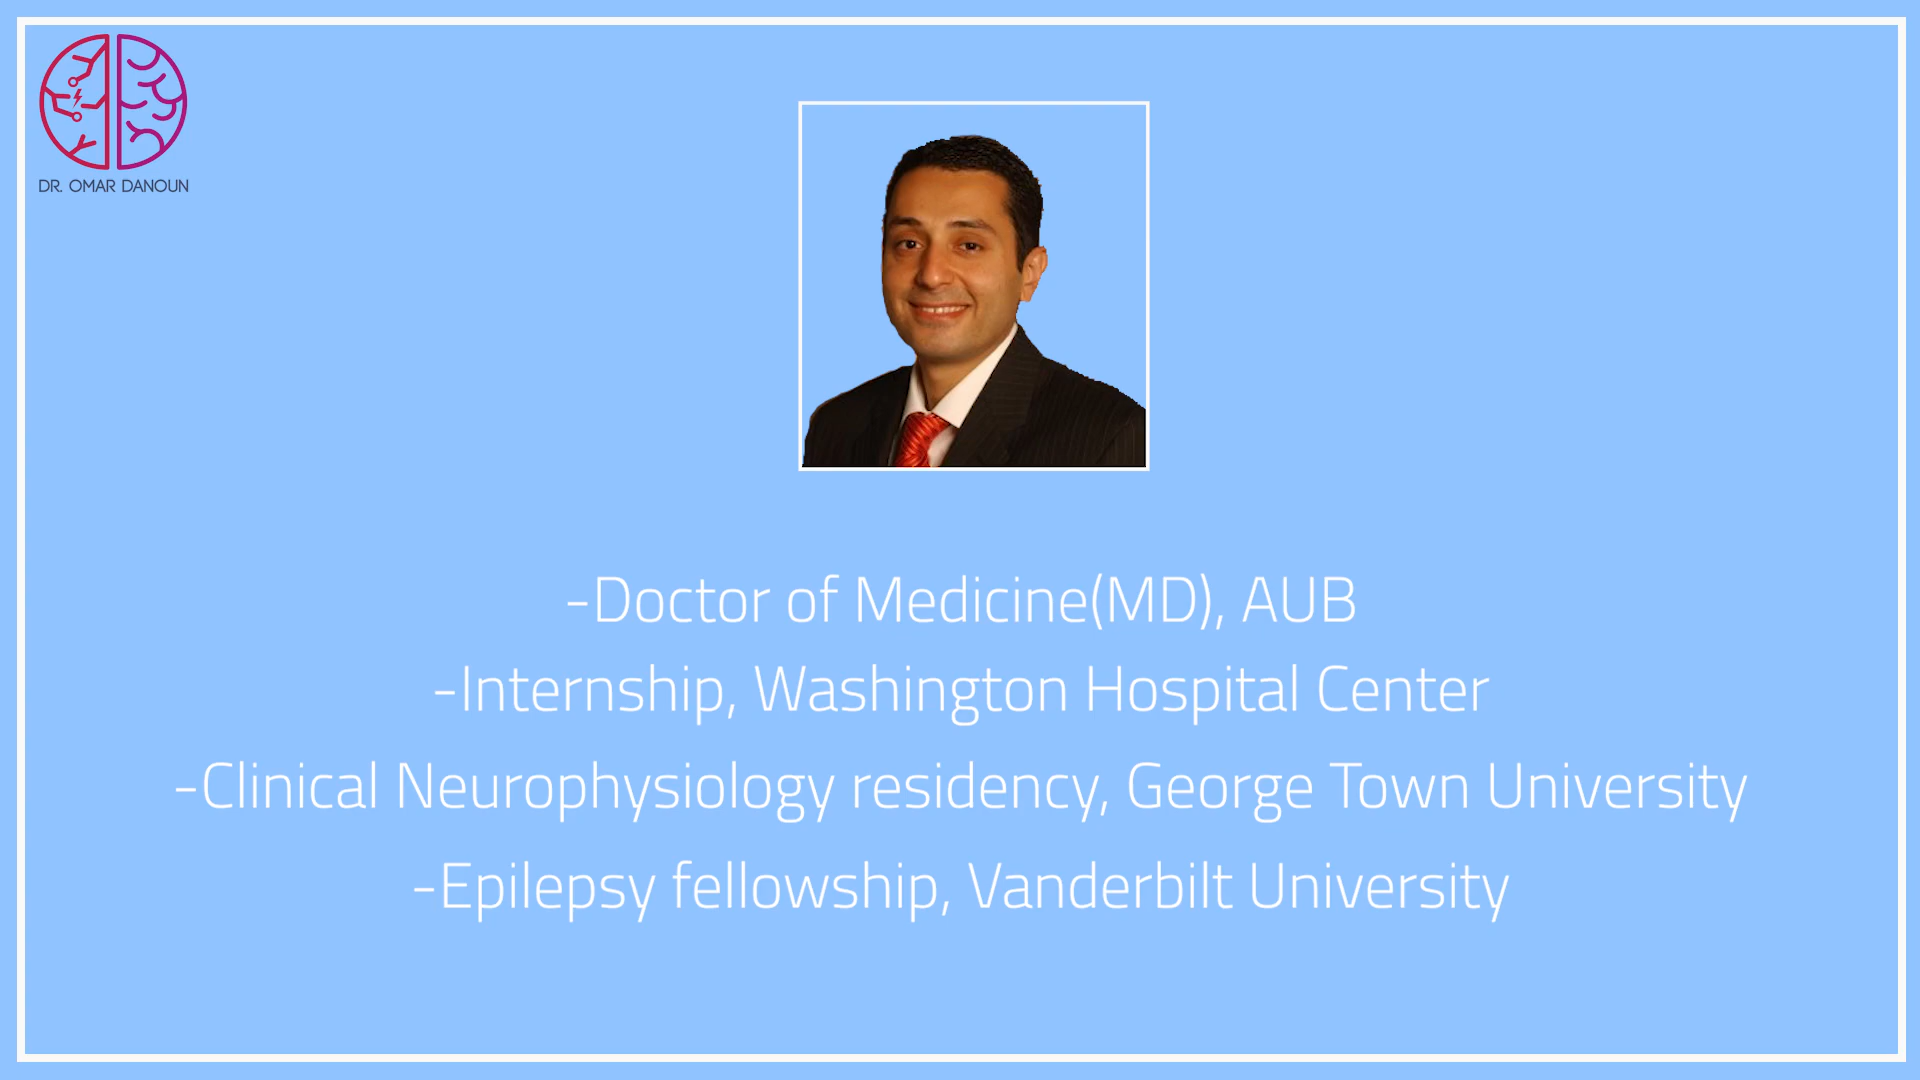 DR. OMAR DANOUN
-Doctor of Medicine(MD), AUB
-Internship, Washington Hospital Center
-Clinical Neurophysiology residency, George Town University
-Epilepsy fellowship, Vanderbilt University